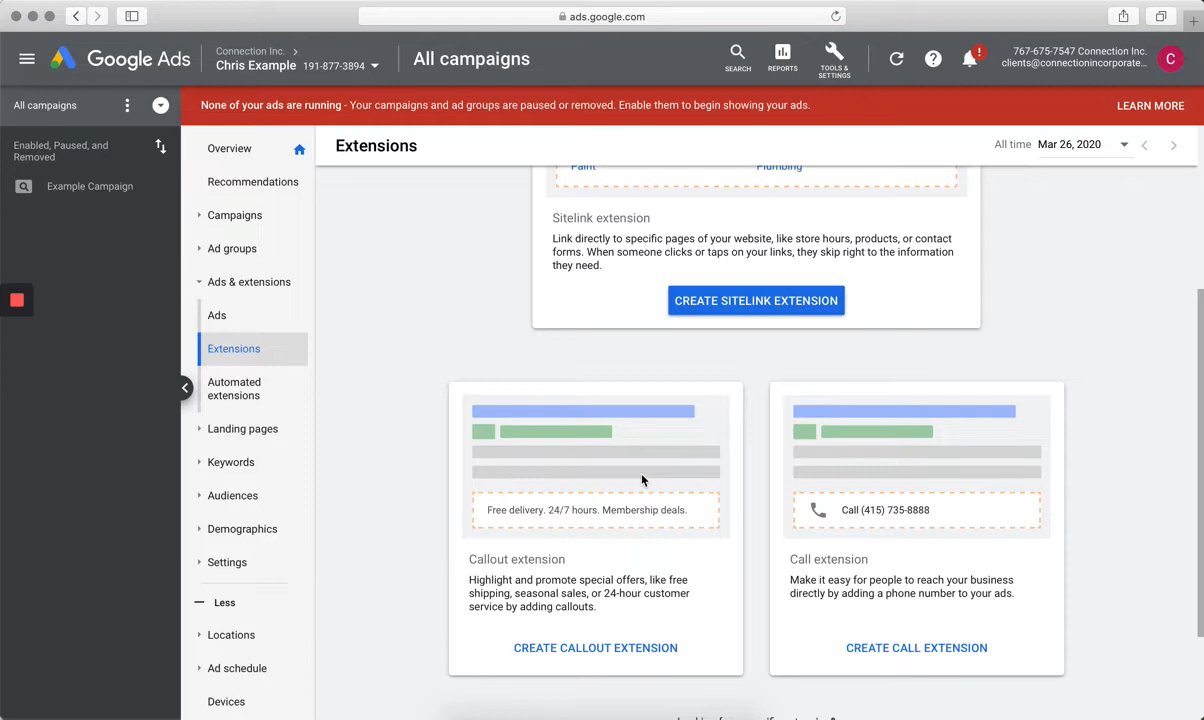 ads.google.com
Google Ads
Connection Inc.
Chris Example 191-877-3894
All campaigns
SEARCH
REPORTS
TOOLS &
SETTINGS
!
767-675-7547 Connection Inc.
clients@connectionincorporate...
C
All campaigns
None of your ads are running - Your campaigns and ad groups are paused or removed. Enable them to begin showing your ads.
LEARN MORE
Enabled, Paused, and
Removed
Example Campaign
Overview
Recommendations
Campaigns
Ad groups
Ads & extensions
Ads
Extensions
Automated
extensions
Landing pages
Keywords
Audiences
Demographics
Settings
Less
Locations
Ad schedule
Devices
Extensions
All time Mar 26, 2020
Paint Plumbing
Sitelink extension
Link directly to specific pages of your website, like store hours, products, or contact
forms. When someone clicks or taps on your links, they skip right to the information
they need.
CREATE SITELINK EXTENSION
Free delivery. 24/7 hours. Membership deals.
Callout extension
Highlight and promote special offers, like free
shipping, seasonal sales, or 24-hour customer
service by adding callouts.
CREATE CALLOUT EXTENSION
Call (415) 735-8888
Call extension
Make it easy for people to reach your business
directly by adding a phone number to your ads.
CREATE CALL EXTENSION